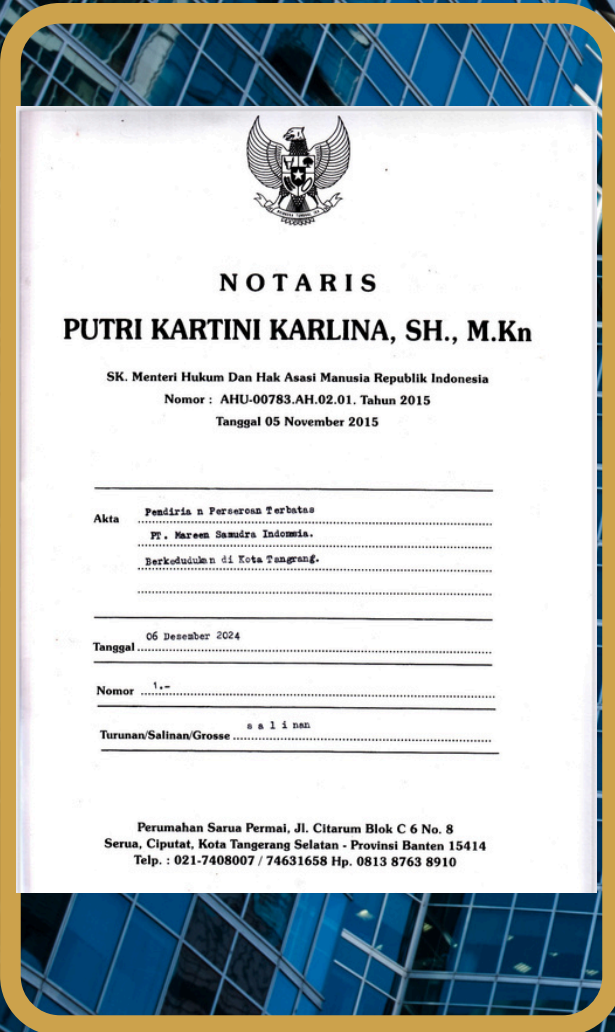 NOTARIS
PUTRI KARTINI KARLINA, SH., M.Kn
SK. Menteri Hukum Dan Hak Asasi Manusia Republik Indonesia
Nomor : AHU-00783.AH.02.01. Tahun 2015
Tanggal 05 November 2015
Akta Pendiria n Perseroan Terbatas
PT. Mareen Samudra Indonesia.
Berkedudukan di Kota Tangrang.
Tanggal 06 Desember 2024
Nomor 1.-
Turunan/Salinan/Grosse s a l i nan
Perumahan Sarua Permai, Jl. Citarum Blok C 6 No. 8
Serua, Ciputat, Kota Tangerang Selatan - Provinsi Banten 15414
Telp. : 021-7408007 / 74631658 Hp. 0813 8763 8910